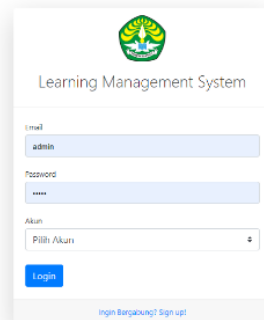 Learning Management System
Email
admin
Password
•••••
Akun
Pilih Akun
Login
Ingin Bergabung? Sign up!